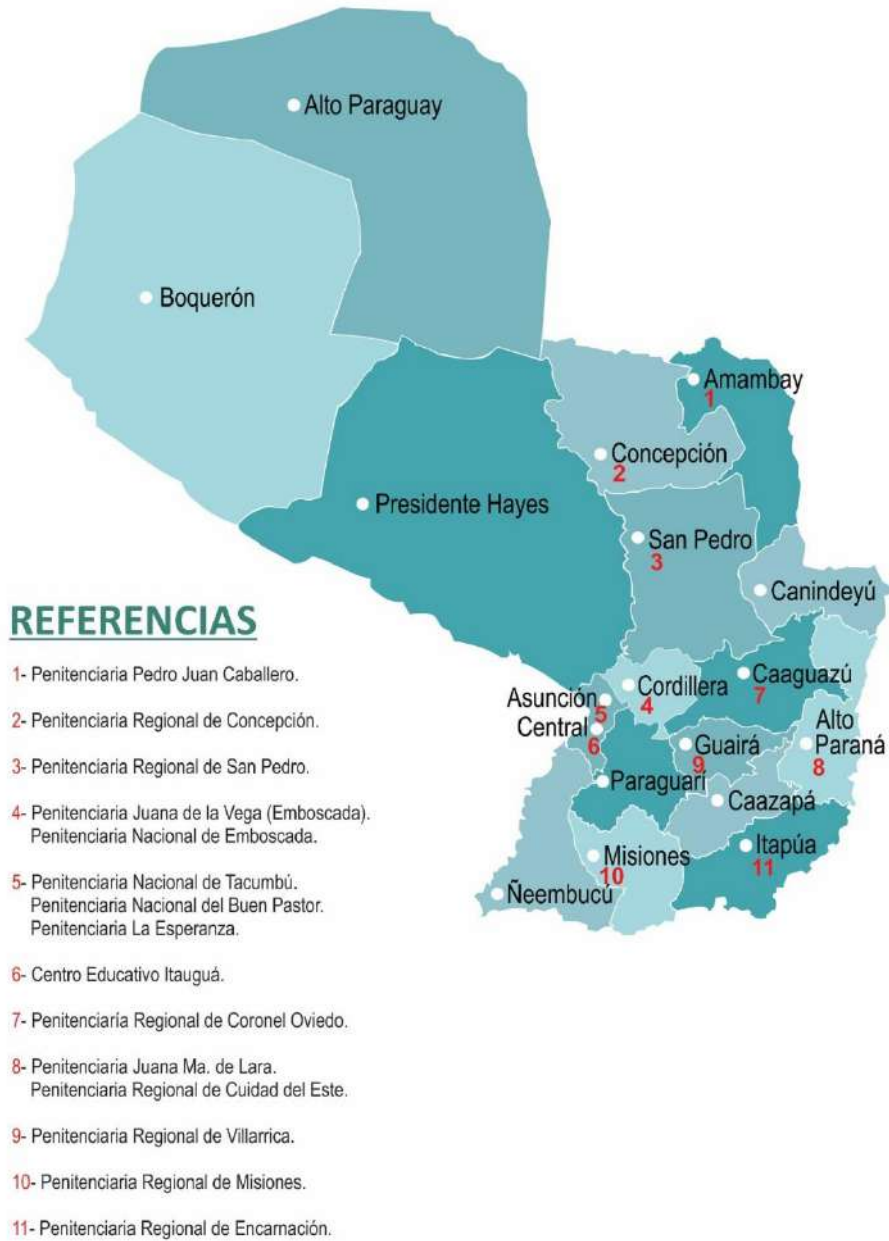 Alto Paraguay
Boquerón
Amambay
1
Concepción
2
Presidente Hayes
San Pedro
3
Canindeyú
REFERENCIAS
1- Penitenciaria Pedro Juan Caballero.
2- Penitenciaria Regional de Concepción.
3- Penitenciaria Regional de San Pedro.
4- Penitenciaria Juana de la Vega (Emboscada).
Penitenciaria Nacional de Emboscada.
5- Penitenciaria Nacional de Tacumbú.
Penitenciaria Nacional del Buen Pastor.
Penitenciaria La Esperanza.
6- Centro Educativo Itauguá.
7- Penitenciaría Regional de Coronel Oviedo.
8- Penitenciaria Juana Ma. de Lara.
Penitenciaria Regional de Cuidad del Este.
9- Penitenciaria Regional de Villarrica.
10- Penitenciaria Regional de Misiones.
11- Penitenciaria Regional de Encarnación.
Asunción
5
Central
6
Cordillera
4
Caaguazú
7
Alto
Paraná
8
Guairá
9
Paraguarí
Caazapá
Misiones
10
Itapúa
11
Ñeembucú